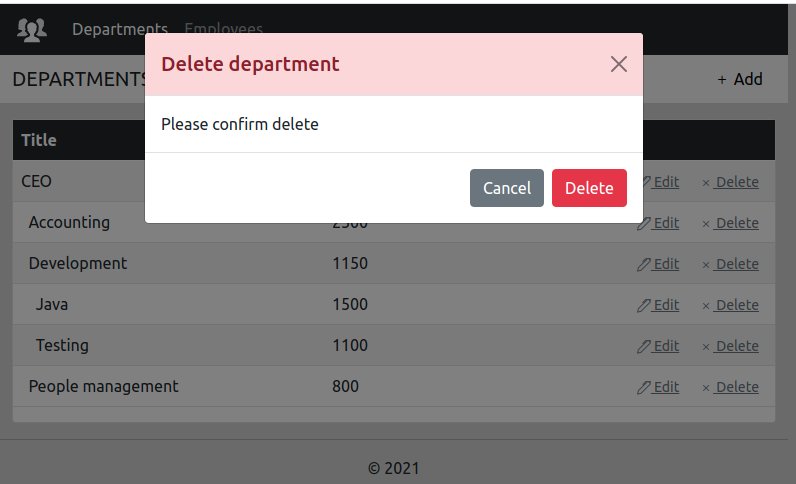 Departments Employees
Delete department
DEPARTMENTS
+ Add
Please confirm delete
Title
Cancel Delete
CEO Edit × Delete
Accounting 2500 Edit × Delete
Development 1150 Edit × Delete
Java 1500 Edit × Delete
Testing 1100 Edit × Delete
People management 800 Edit × Delete
© 2021